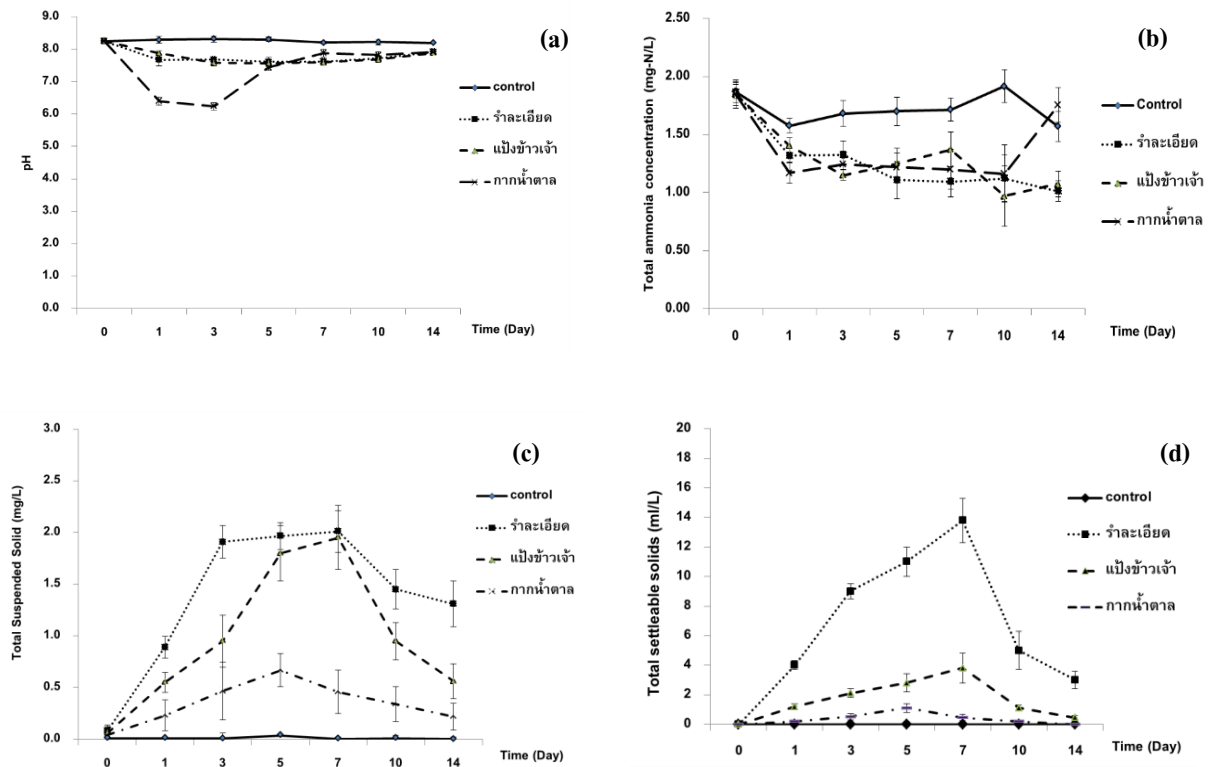 (a)
9.0
8.0
7.0
6.0
5.0
4.0
3.0
2.0
1.0
0.0
pH
0 1 3 5 7 10 14
Time (Day)
control
รำละเอียด
แป้งข้าวเจ้า
กากน้ำตาล
(b)
2.50
2.00
1.50
1.00
0.50
0.00
Total ammonia concentration (mg-N/L)
0 1 3 5 7 10 14
Time (Day)
Control
รำละเอียด
แป้งข้าวเจ้า
กากน้ำตาล
(c)
3.0
2.5
2.0
1.5
1.0
0.5
0.0
Total Suspended Solid (mg/L)
0 1 3 5 7 10 14
Time (Day)
control
รำละเอียด
แป้งข้าวเจ้า
กากน้ำตาล
(d)
20
18
16
14
12
10
8
6
4
2
0
Total settleable solids (ml/L)
0 1 3 5 7 10 14
Time (Day)
control
รำละเอียด
แป้งข้าวเจ้า
กากน้ำตาล